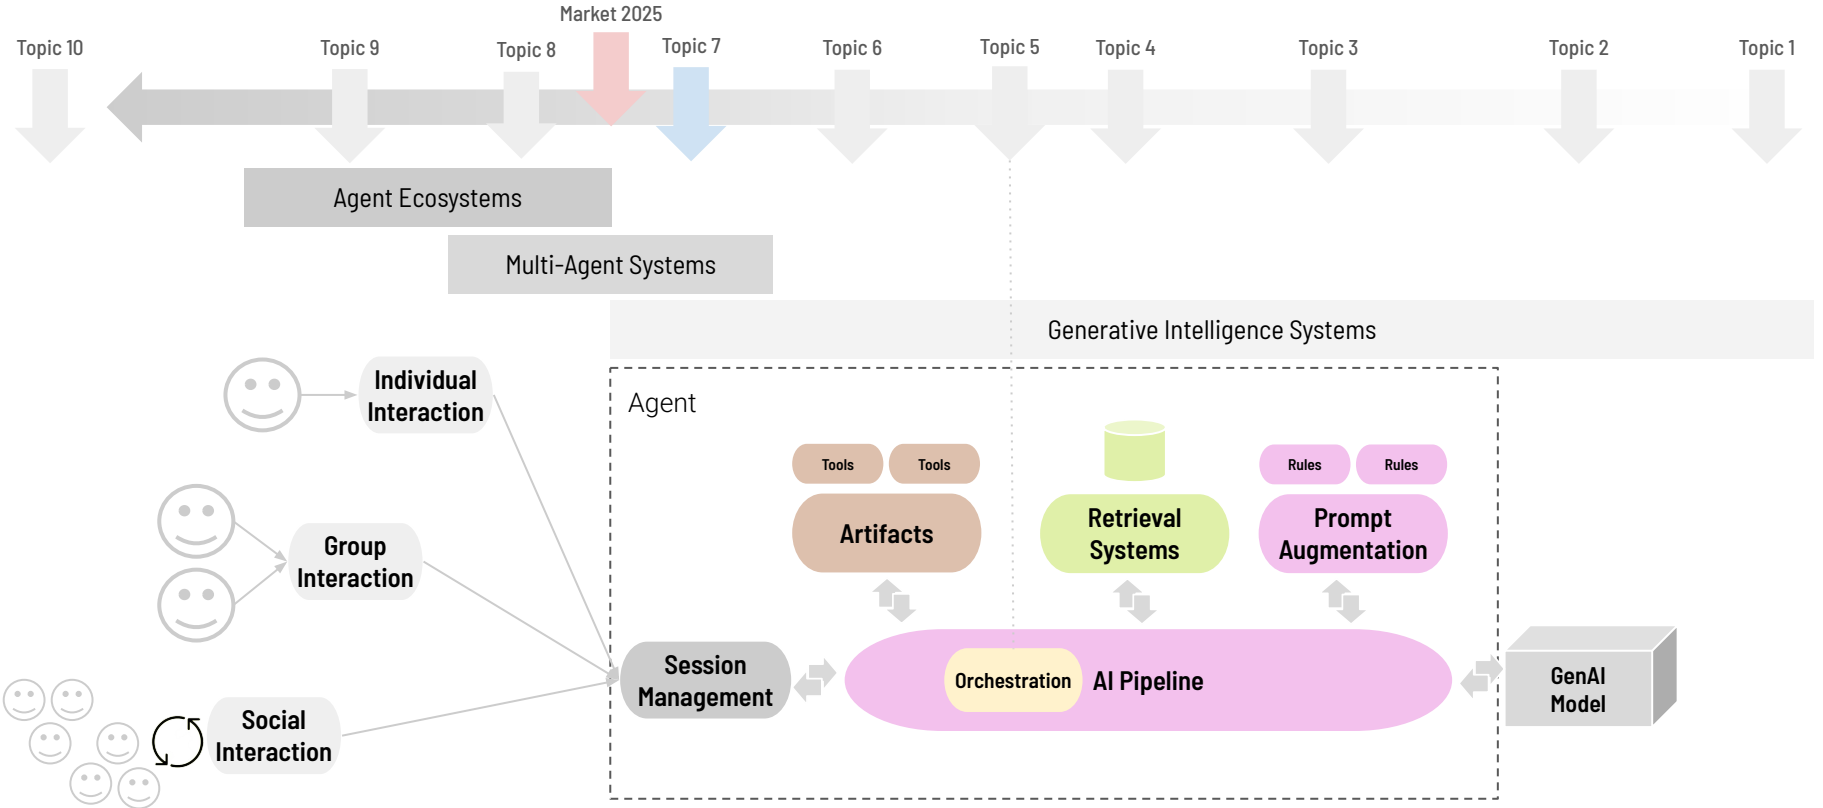 Market 2025
Topic 10
Topic 9
Topic 8
Topic 7
Topic 6
Topic 5
Topic 4
Topic 3
Topic 2
Topic 1
Agent Ecosystems
Multi-Agent Systems
Generative Intelligence Systems
Individual
Interaction
Agent
Tools
Tools
Rules
Rules
Artifacts
Retrieval
Systems
Prompt
Augmentation
Group
Interaction
Session
Management
Orchestration
AI Pipeline
GenAI
Model
Social
Interaction